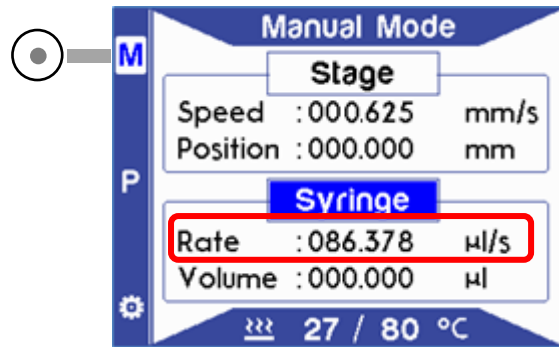 Manual Mode
M
Stage
Speed :000.625 mm/s
Position :000.000 mm
P
Syringe
Rate :086.378 µl/s
Volume :000.000 µl
27 / 80 °C